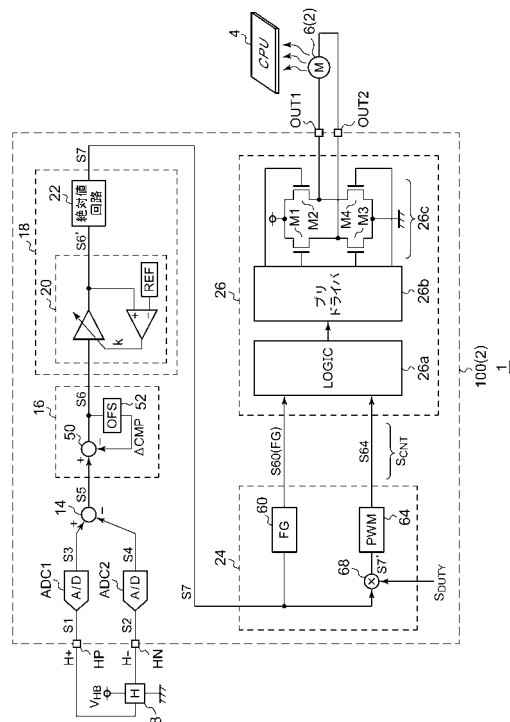 4
CPU
6(2)
M
OUT1
OUT2
S7
18
22
絶対値
回路
S6'
20
REF
k
+
−
16
S6
OFS
52
50
+
−
ΔCMP
S5
14
+
−
S3
S4
ADC1
A/D
ADC2
A/D
S1
S2
H+
HP
H-
HN
VHB
H
8
26
M1
M2
M4
M3
26c
プリ
ドライバ
26b
LOGIC
26a
S60(FG)
S64
SCNT
24
60
FG
PWM
64
S7
68
S7'
SDUTY
100(2)
1